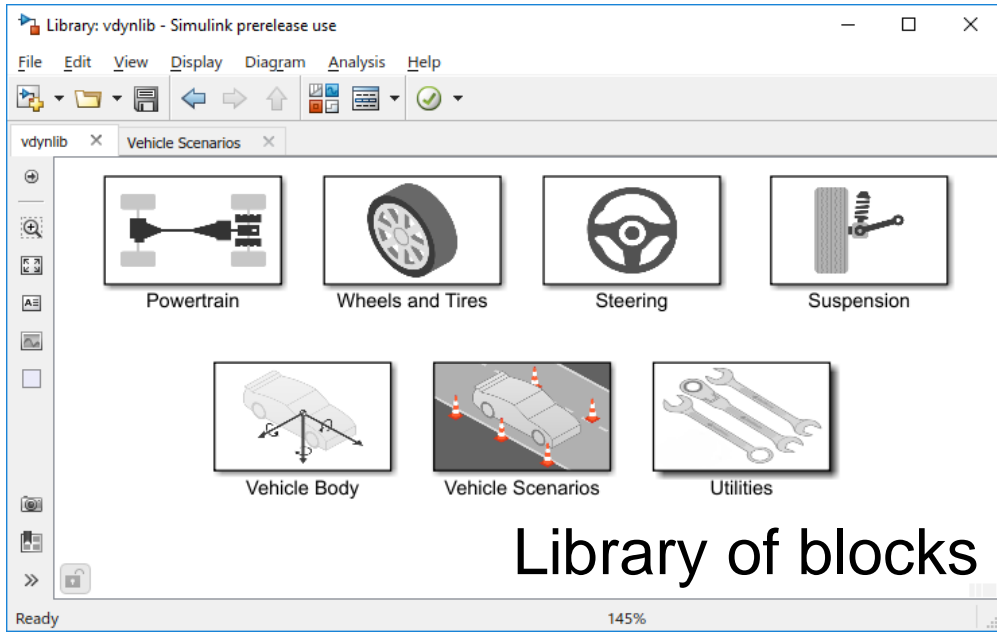 Library: vdynlib - Simulink prerelease use
File Edit View Display Diagram Analysis Help
vdynlib Vehicle Scenarios
Powertrain Wheels and Tires Steering Suspension
Vehicle Body Vehicle Scenarios Utilities
Library of blocks
Ready 145%